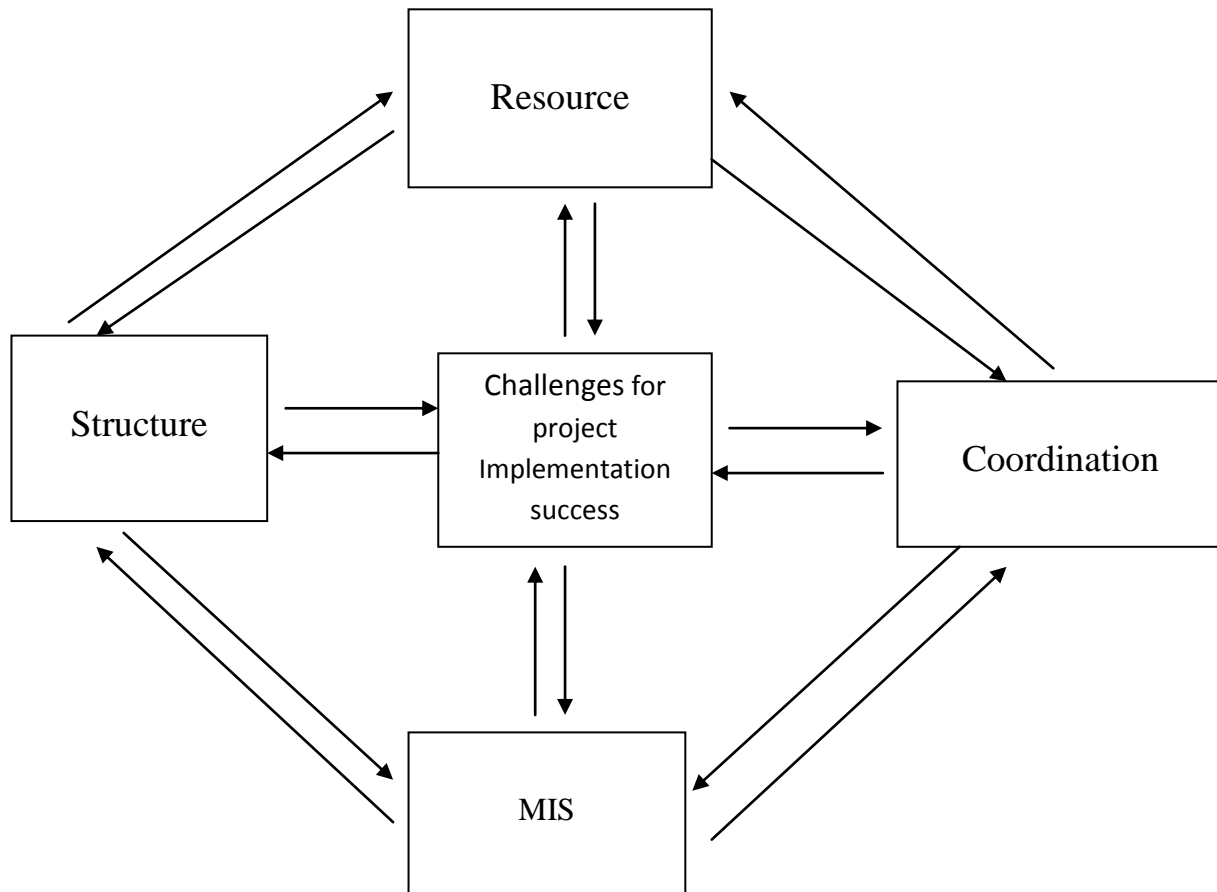 Resource
Structure
Challenges for
project
Implementation
success
Coordination
MIS